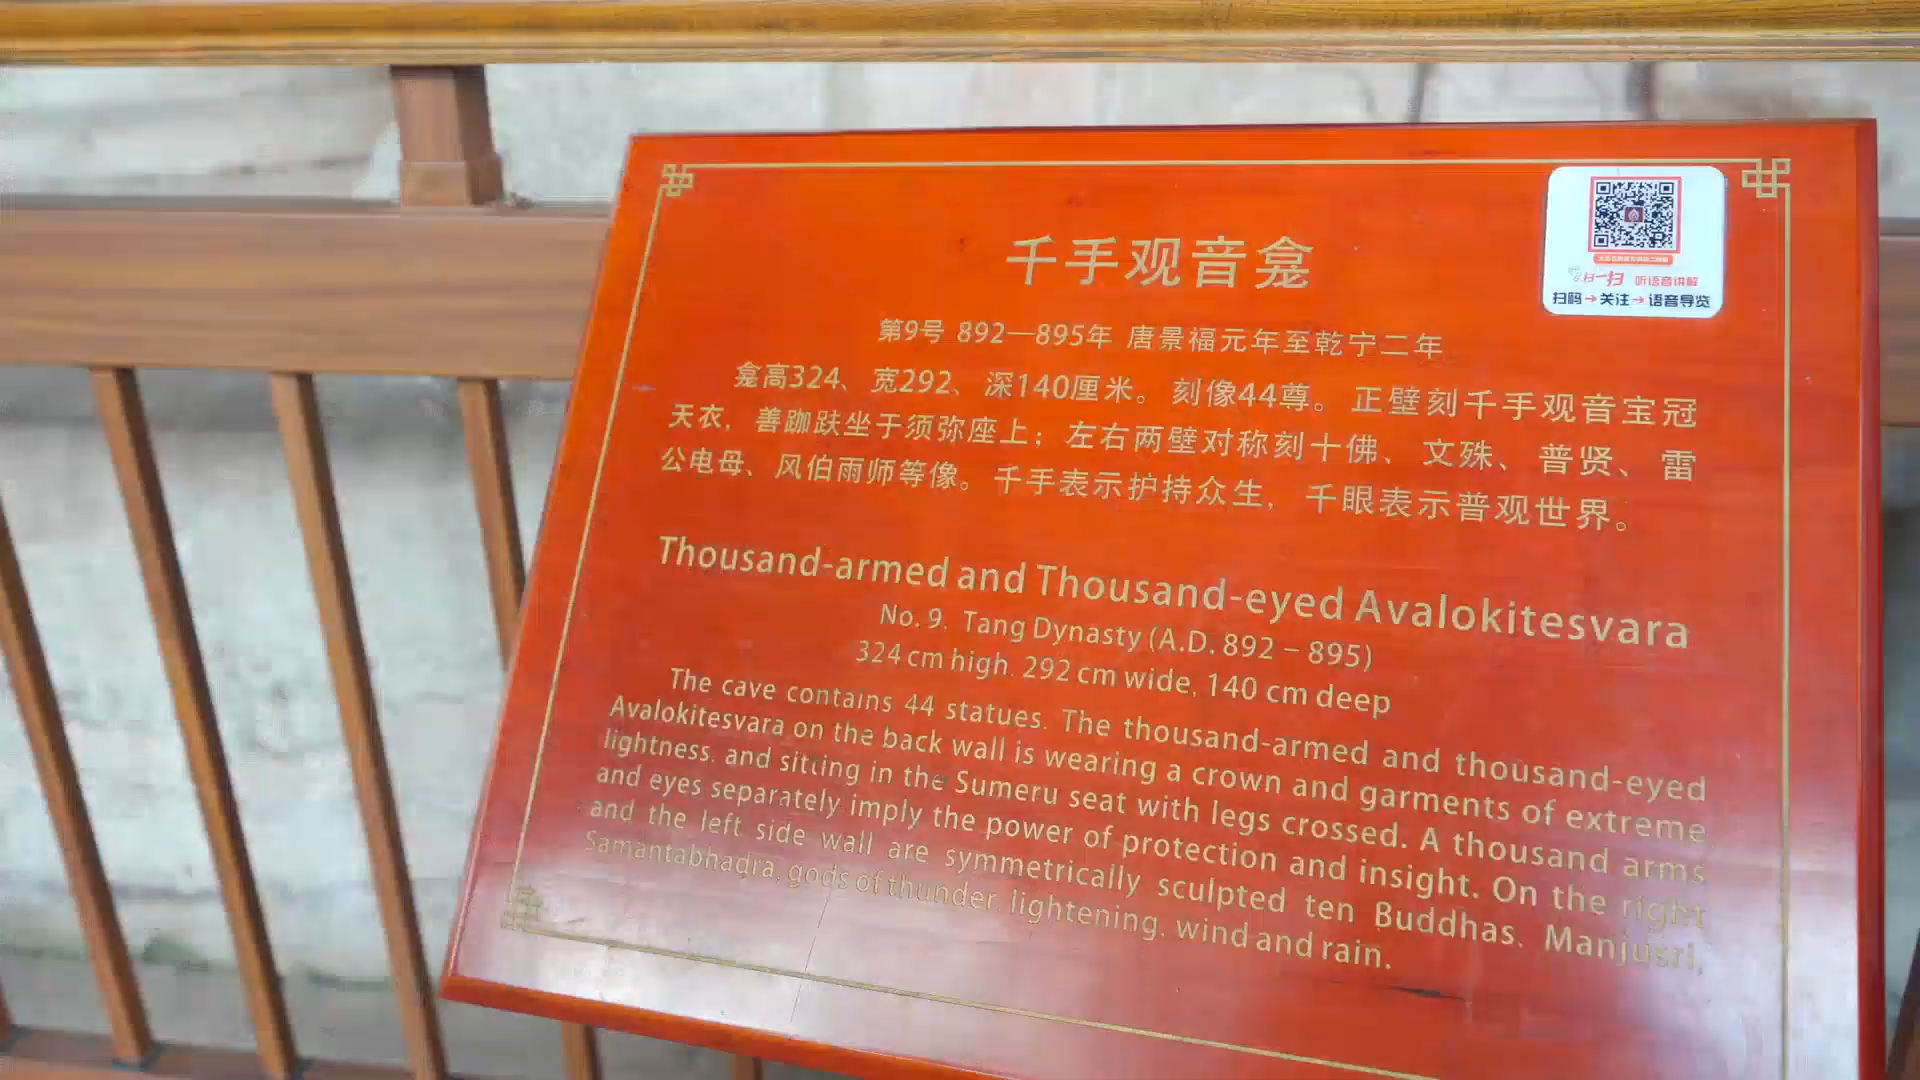 千手观音龛
第9号 892—895年 唐景福元年至乾宁二年
龛高324、宽292、深140厘米。刻像44尊。正壁刻千手观音宝冠
天衣，善跏趺坐于须弥座上；左右两壁对称刻十佛、文殊、普贤、雷
公电母、风伯雨师等像。千手表示护持众生，千眼表示普观世界。
Thousand-armed and Thousand-eyed Avalokitesvara
No. 9. Tang Dynasty (A.D. 892 – 895)
324 cm high. 292 cm wide, 140 cm deep
The cave contains 44 statues. The thousand-armed and thousand-eyed
Avalokitesvara on the back wall is wearing a crown and garments of extreme
lightness. and sitting in the Sumeru seat with legs crossed. A thousand arms
and eyes separately imply the power of protection and insight. On the right
and the left side wall are symmetrically sculpted ten Buddhas. Manjusri,
Samantabhadra, gods of thunder. lightening. wind and rain.
扫一扫 听语音讲解
扫码→关注→语音导览